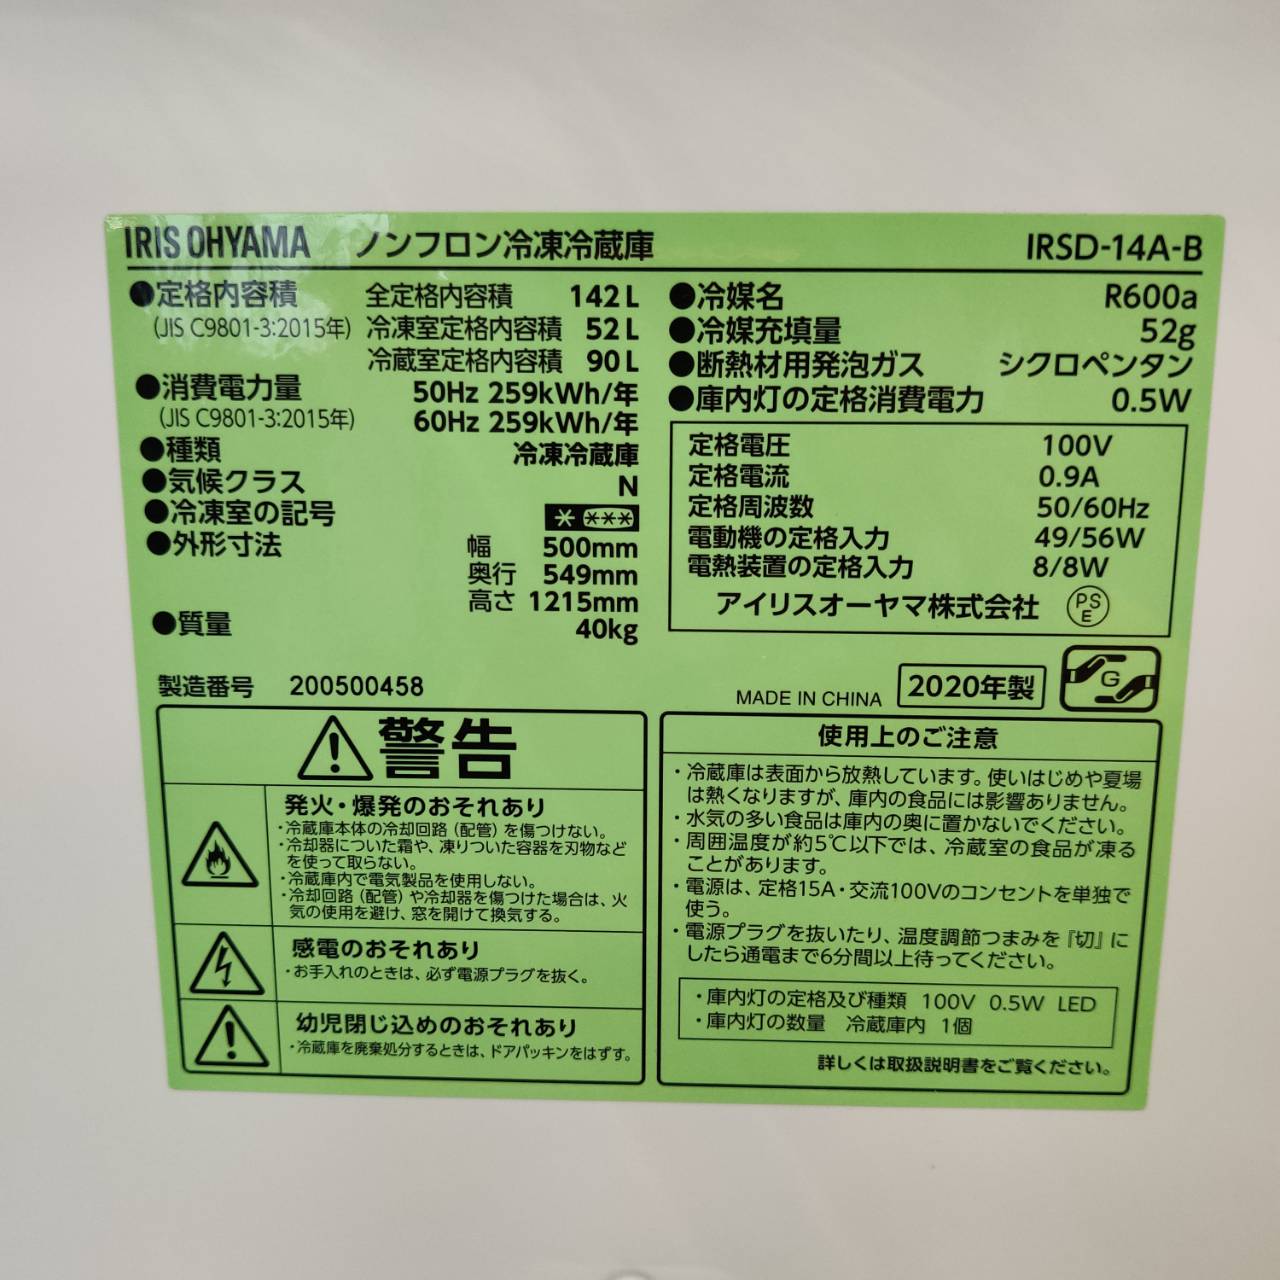 IRIS OHYAMA ノンフロン冷凍冷蔵庫 IRSD-14A-B
●定格内容積 全定格内容積 142L
(JIS C9801-3:2015年) 冷凍室定格内容積 52L
冷蔵室定格内容積 90L
●消費電力量 50Hz 259kWh/年
(JIS C9801-3:2015年) 60Hz 259kWh/年
●種類 冷凍冷蔵庫
●気候クラス N
●冷凍室の記号
●外形寸法 幅 500mm
奥行 549mm
高さ 1215mm
●質量 40kg
●冷媒名 R600a
●冷媒充填量 52g
●断熱材用発泡ガス シクロペンタン
●庫内灯の定格消費電力 0.5W
定格電圧 100V
定格電流 0.9A
定格周波数 50/60Hz
電動機の定格入力 49/56W
電熱装置の定格入力 8/8W
アイリスオーヤマ株式会社 PSE
製造番号 200500458
MADE IN CHINA 2020年製 G
警告
発火・爆発のおそれあり
・冷蔵庫本体の冷却回路（配管）を傷つけない。
・冷却器についた霜や、凍りついた容器を刃物など
を使って取らない。
・冷蔵庫内で電気製品を使用しない。
・冷却回路（配管）や冷却器を傷つけた場合は、火
気の使用を避け、窓を開けて換気する。
感電のおそれあり
・お手入れのときは、必ず電源プラグを抜く。
幼児閉じ込めのおそれあり
・冷蔵庫を廃棄処分するときは、ドアパッキンをはずす。
使用上のご注意
・冷蔵庫は表面から放熱しています。使いはじめや夏場
は熱くなりますが、庫内の食品には影響ありません。
・水気の多い食品は庫内の奥に置かないでください。
・周囲温度が約5℃以下では、冷蔵室の食品が凍る
ことがあります。
・電源は、定格15A・交流100Vのコンセントを単独で
使う。
・電源プラグを抜いたり、温度調節つまみを『切』に
したら通電まで6分間以上待ってください。
・庫内灯の定格及び種類 100V 0.5W LED
・庫内灯の数量 冷蔵庫内 1個
詳しくは取扱説明書をご覧ください。